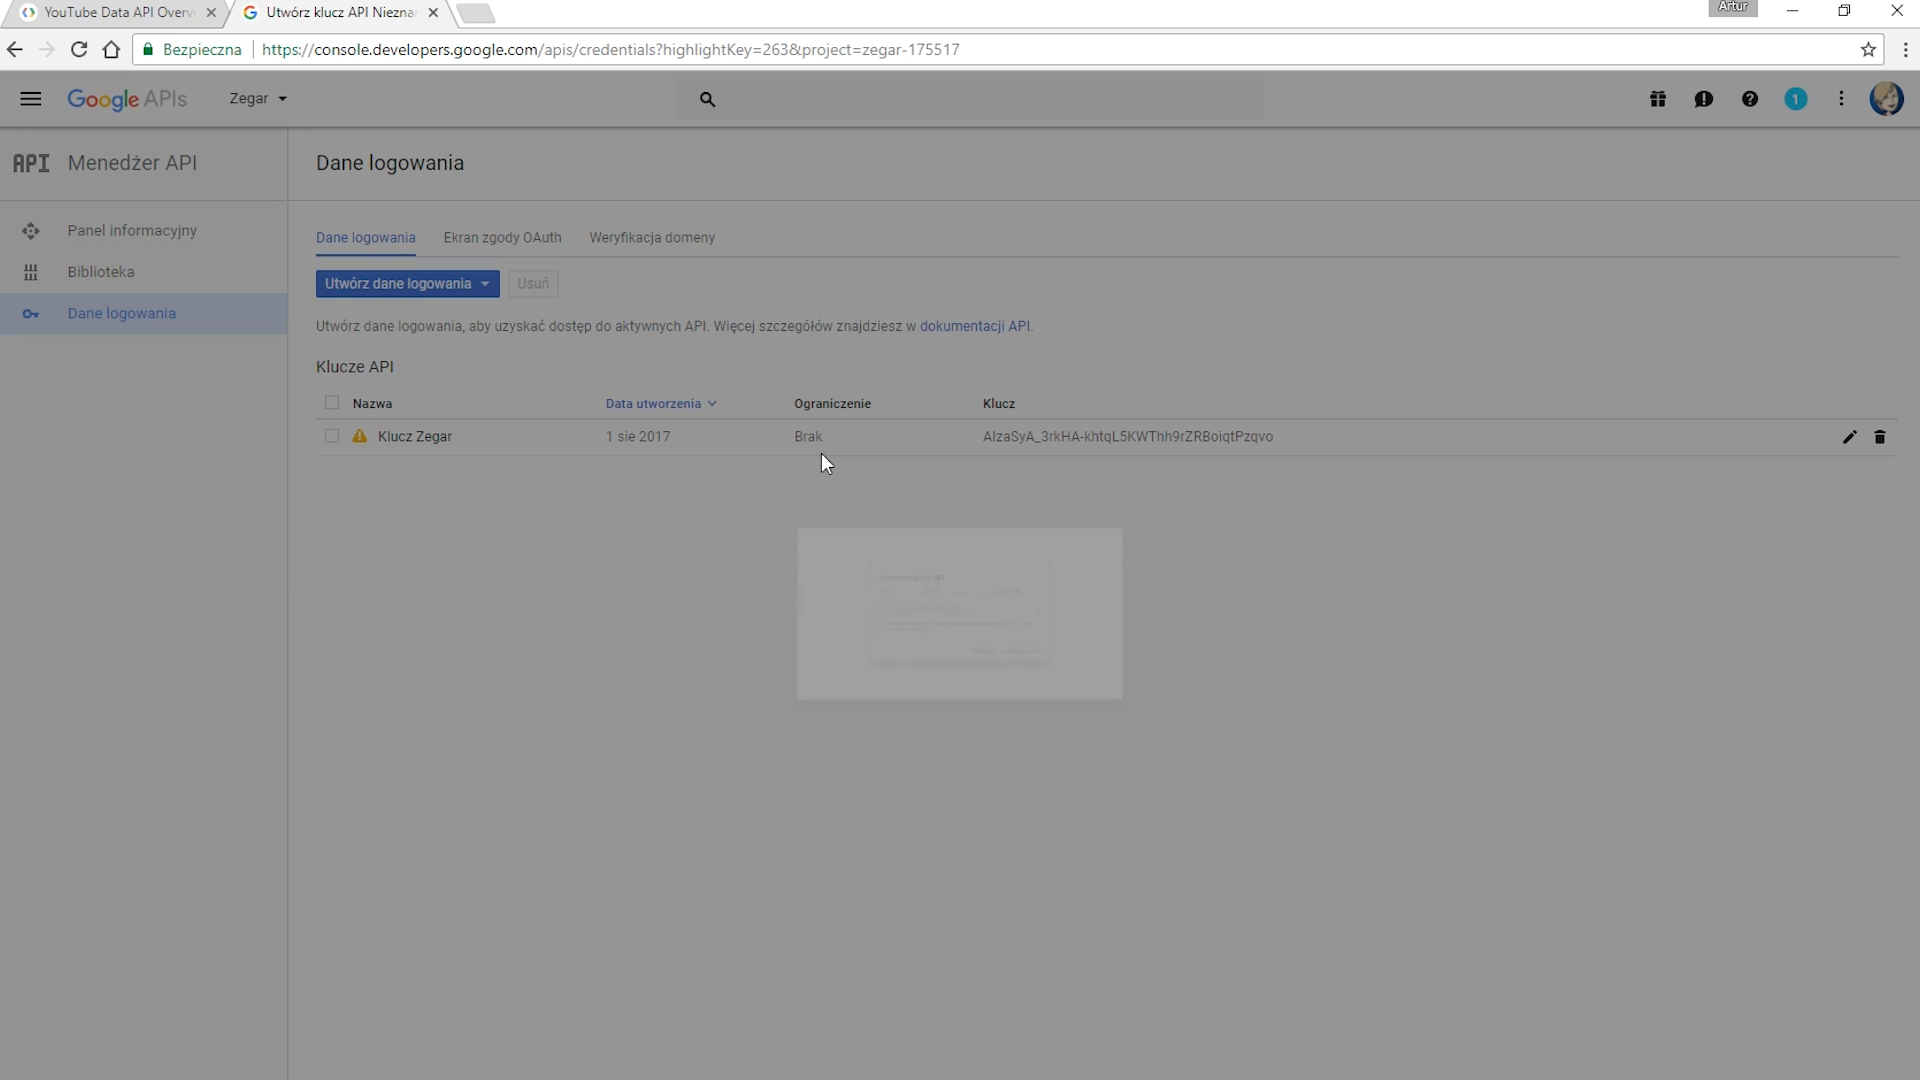 YouTube Data API Overvi
Utwórz klucz API Niezna
Artur
Bezpieczna
https://console.developers.google.com/apis/credentials?highlightKey=263&project=zegar-175517
Google APIs
Zegar
1
API Menedżer API
Dane logowania
Panel informacyjny
Biblioteka
Dane logowania
Dane logowania Ekran zgody OAuth Weryfikacja domeny
Utwórz dane logowania Usuń
Utwórz dane logowania, aby uzyskać dostęp do aktywnych API. Więcej szczegółów znajdziesz w dokumentacji API.
Klucze API
Nazwa Data utworzenia Ograniczenie Klucz
Klucz Zegar 1 sie 2017 Brak AIzaSyA_3rkHA-khtqL5KWThh9rZRBoiqtPzqvo